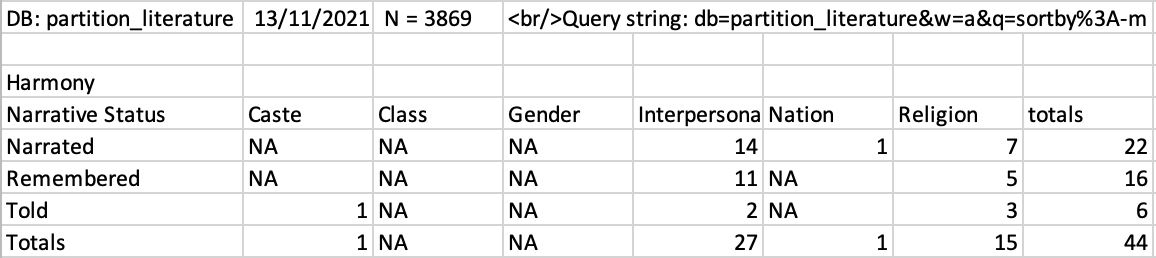 DB: partition_literature 13/11/2021 N = 3869 <br/>Query string: db=partition_literature&w=a&q=sortby%3A-m
Harmony
Narrative Status Caste Class Gender Interpersona Nation Religion totals
Narrated NA NA NA 14 1 7 22
Remembered NA NA NA 11 NA 5 16
Told 1 NA NA 2 NA 3 6
Totals 1 NA NA 27 1 15 44